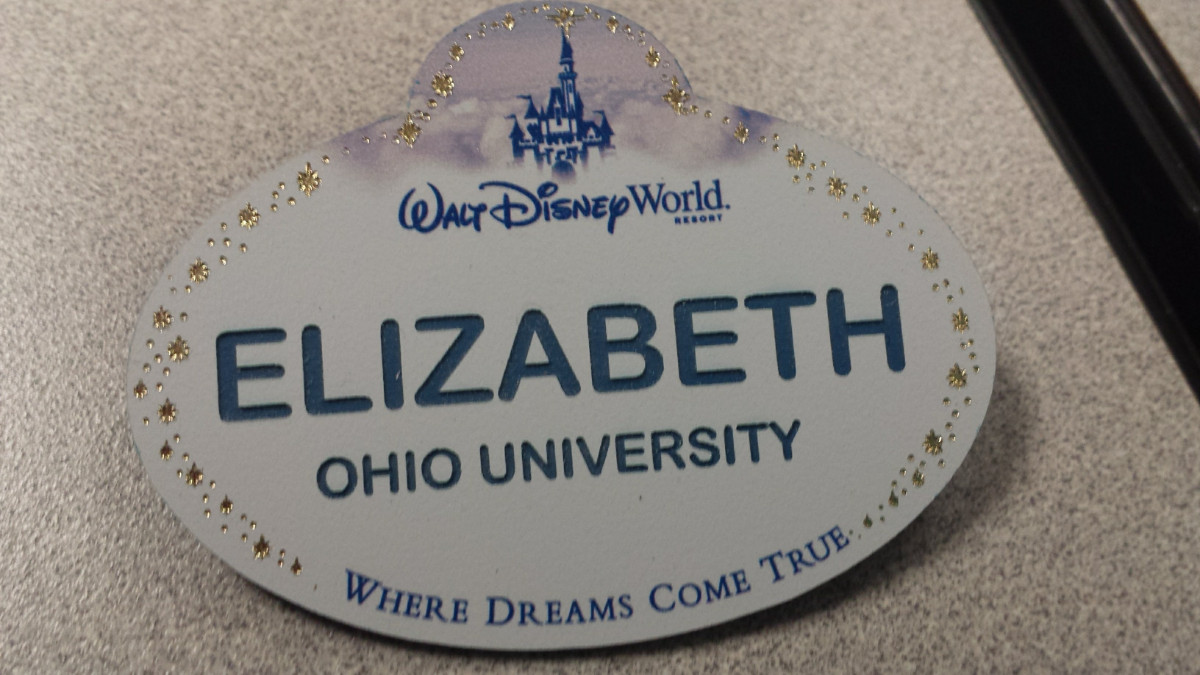 Walt Disney World.
RESORT
ELIZABETH
OHIO UNIVERSITY
WHERE DREAMS COME TRUE